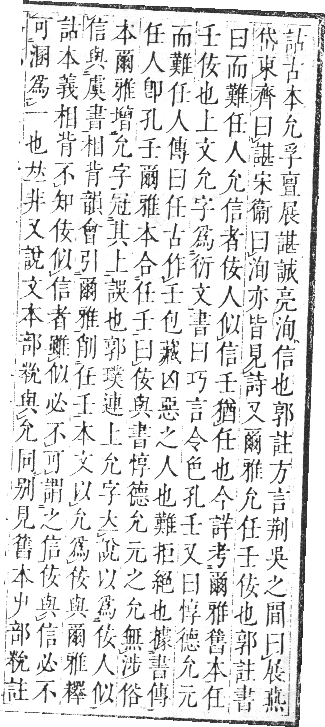 詁古本允孚亶展諶誠亮洵信也郭註方言荆吳之閒曰展燕
岱東齊曰諶宋衞曰洵亦皆見詩又爾雅允任壬佞也郭註書
曰而難任人允信者佞人似信壬猶任也今詳考爾雅舊本任
壬佞也上文允字爲衍文書曰巧言令色孔壬又曰惇德允元
而難任人傳曰任古作壬包藏凶惡之人也難拒絕也據書傳
任人卽孔壬爾雅本合任壬曰佞與書惇德允元之允無涉俗
本爾雅增允字冠其上誤也郭璞連上允字大說以爲佞人似
信與虞書相背韻會引爾雅削任壬本文以允爲佞與爾雅釋
詁本義相背不知佞似信者雖似必不可謂之信佞與信必不
可溷爲一也𠀤非又說文本部㕙與允同別見舊本屮部㕙註